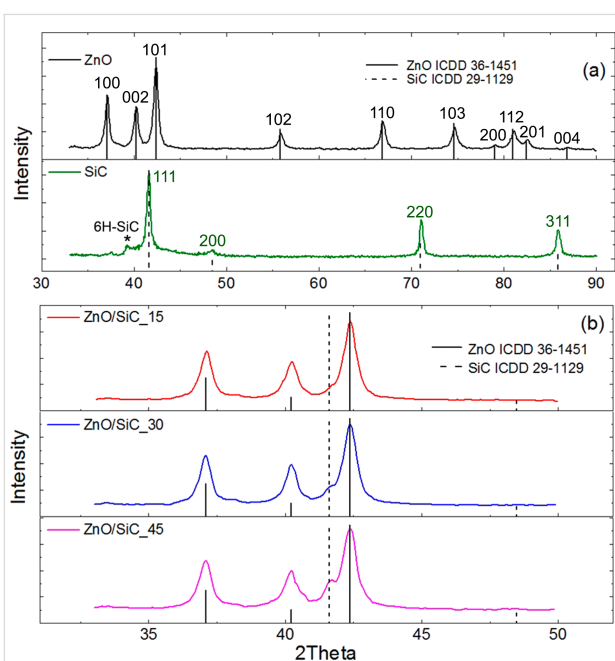 ZnO
101
100
002
102
110
103
200
112
201
004
ZnO ICDD 36-1451
SiC ICDD 29-1129
(a)
Intensity
SiC
111
6H-SiC
*
200
220
311
30 40 50 60 70 80 90
ZnO/SiC_15
(b)
ZnO ICDD 36-1451
SiC ICDD 29-1129
ZnO/SiC_30
Intensity
ZnO/SiC_45
35 40 45 50
2Theta